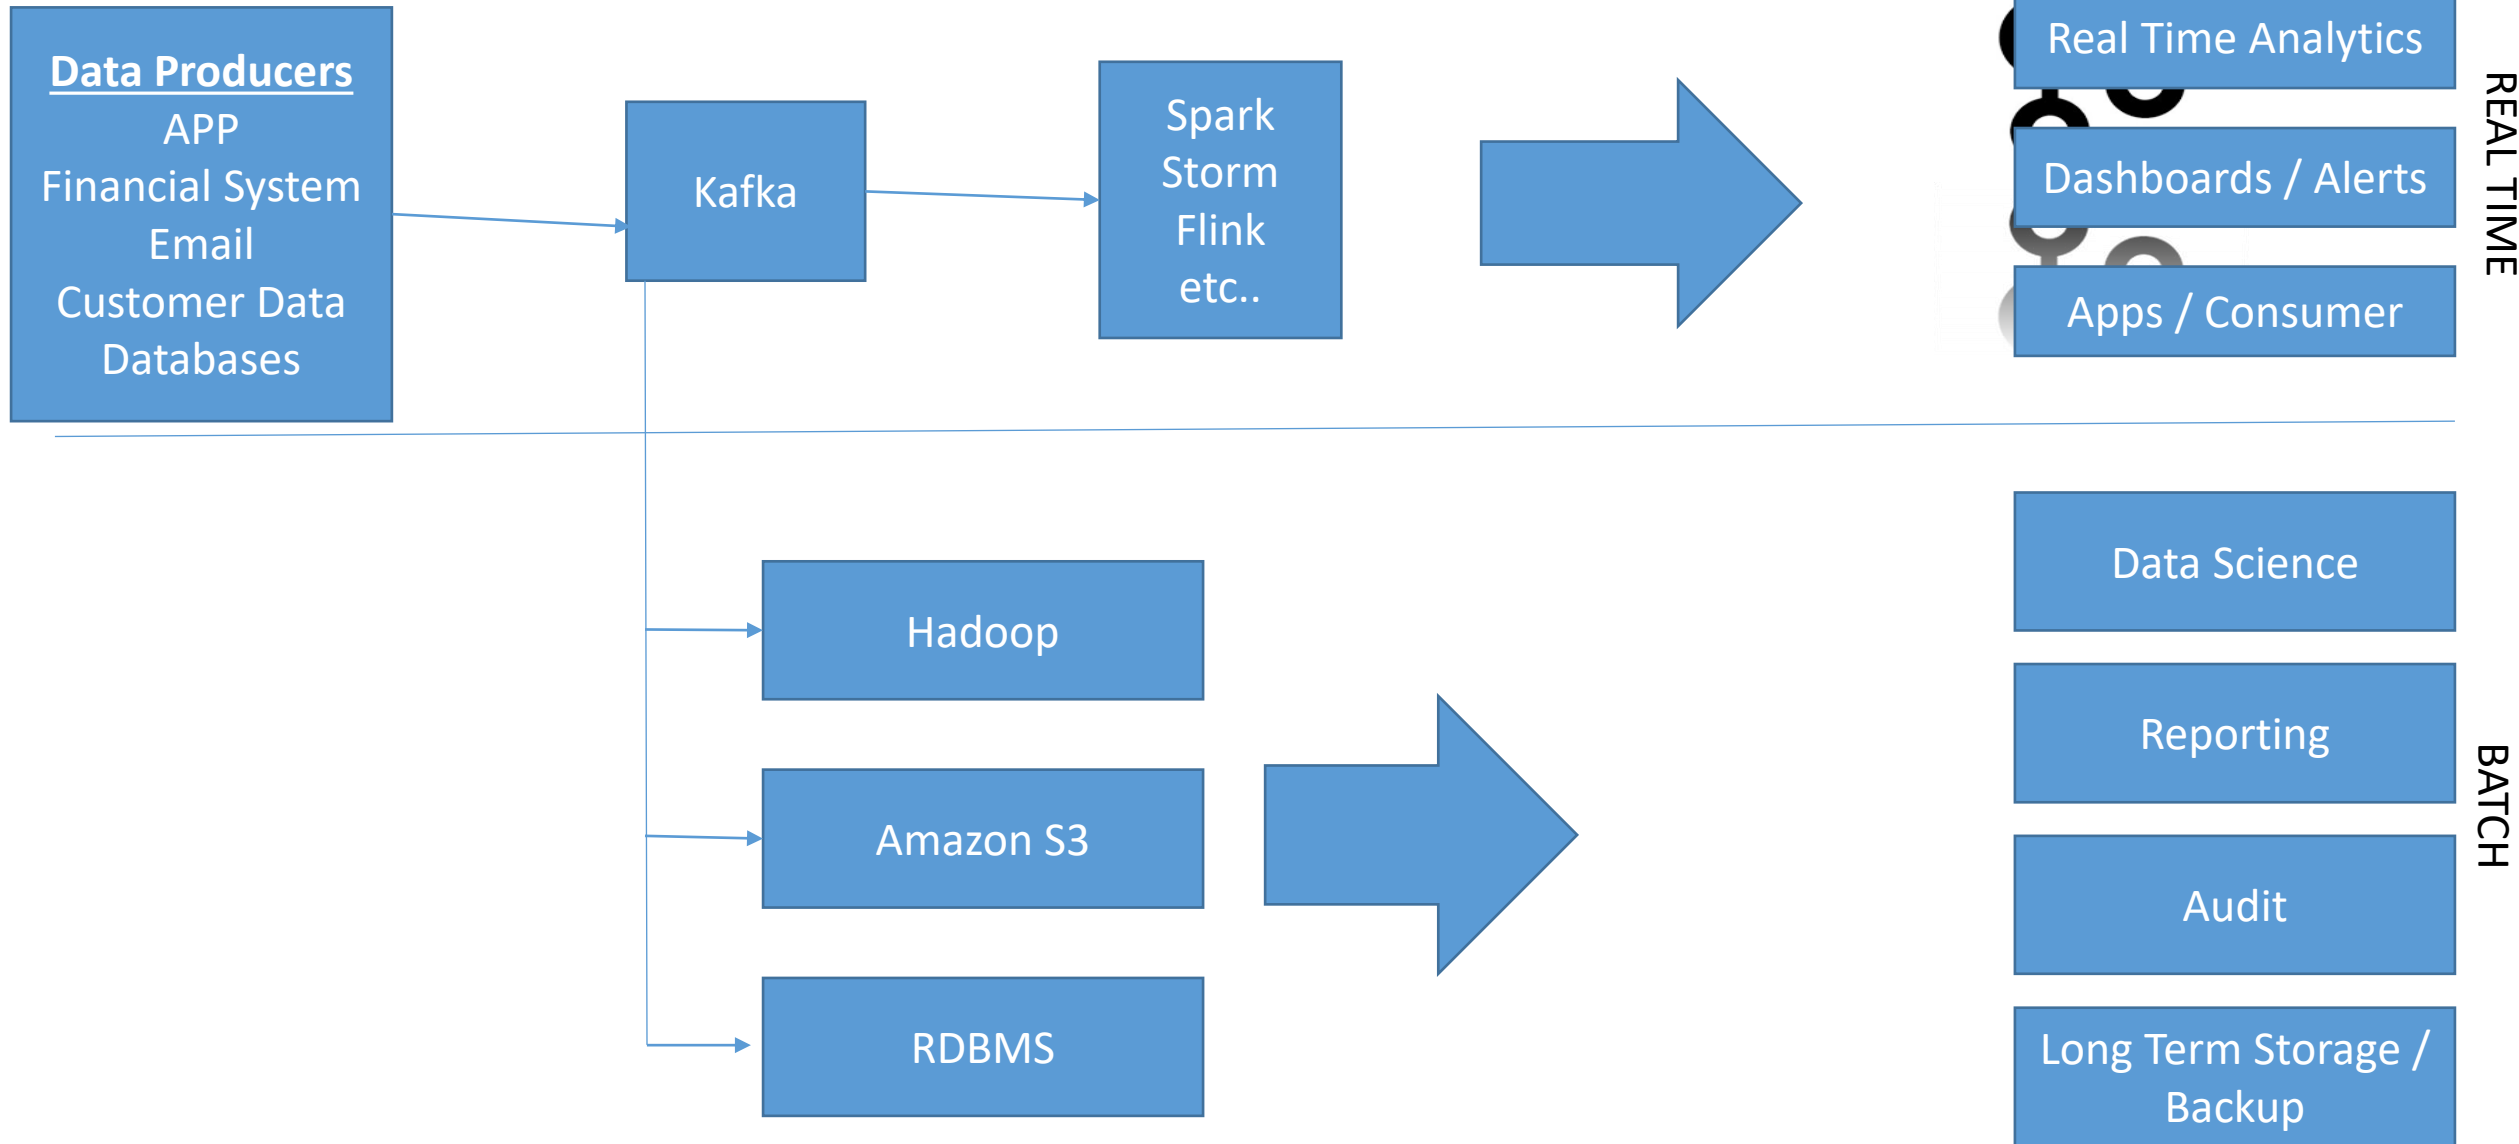 Data Producers
APP
Financial System
Email
Customer Data
Databases
Kafka
Spark
Storm
Flink
etc..
Real Time Analytics
Dashboards / Alerts
Apps / Consumer
REAL TIME
Hadoop
Amazon S3
RDBMS
Data Science
Reporting
Audit
Long Term Storage /
Backup
BATCH